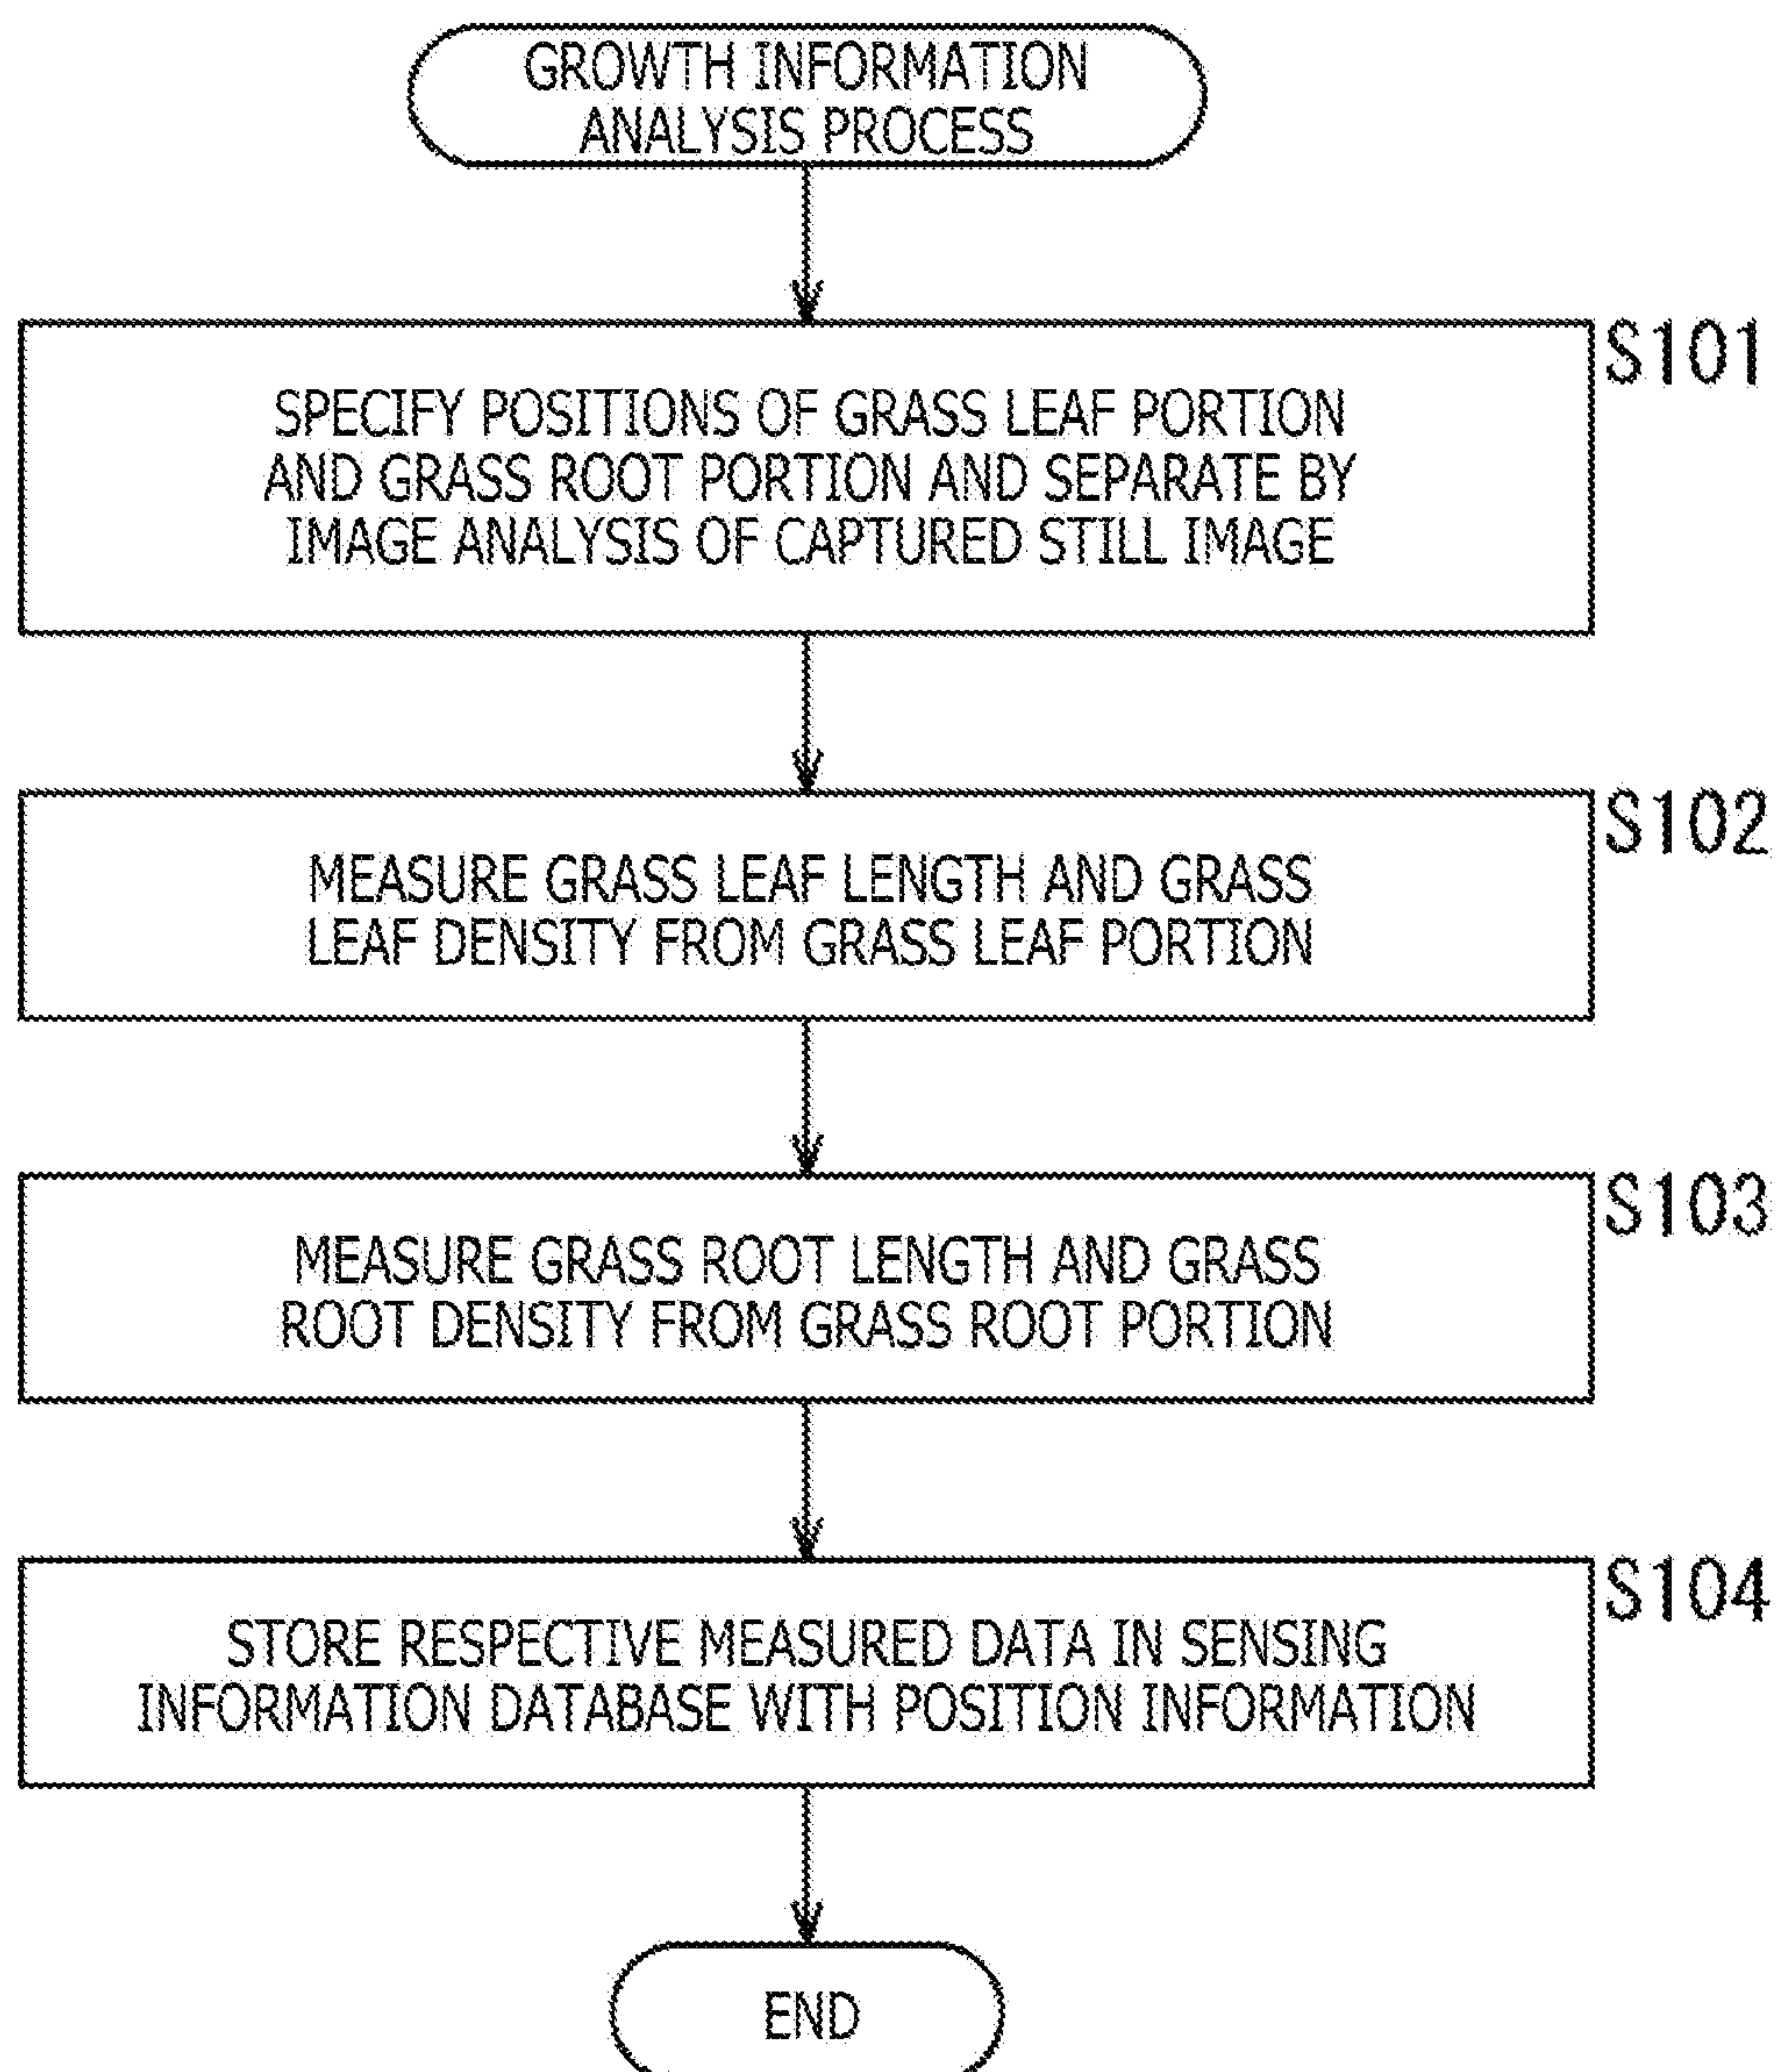 GROWTH INFORMATION
ANALYSIS PROCESS
S101
SPECIFY POSITIONS OF GRASS LEAF PORTION
AND GRASS ROOT PORTION AND SEPARATE BY
IMAGE ANALYSIS OF CAPTURED STILL IMAGE
S102
MEASURE GRASS LEAF LENGTH AND GRASS
LEAF DENSITY FROM GRASS LEAF PORTION
S103
MEASURE GRASS ROOT LENGTH AND GRASS
ROOT DENSITY FROM GRASS ROOT PORTION
S104
STORE RESPECTIVE MEASURED DATA IN SENSING
INFORMATION DATABASE WITH POSITION INFORMATION
END